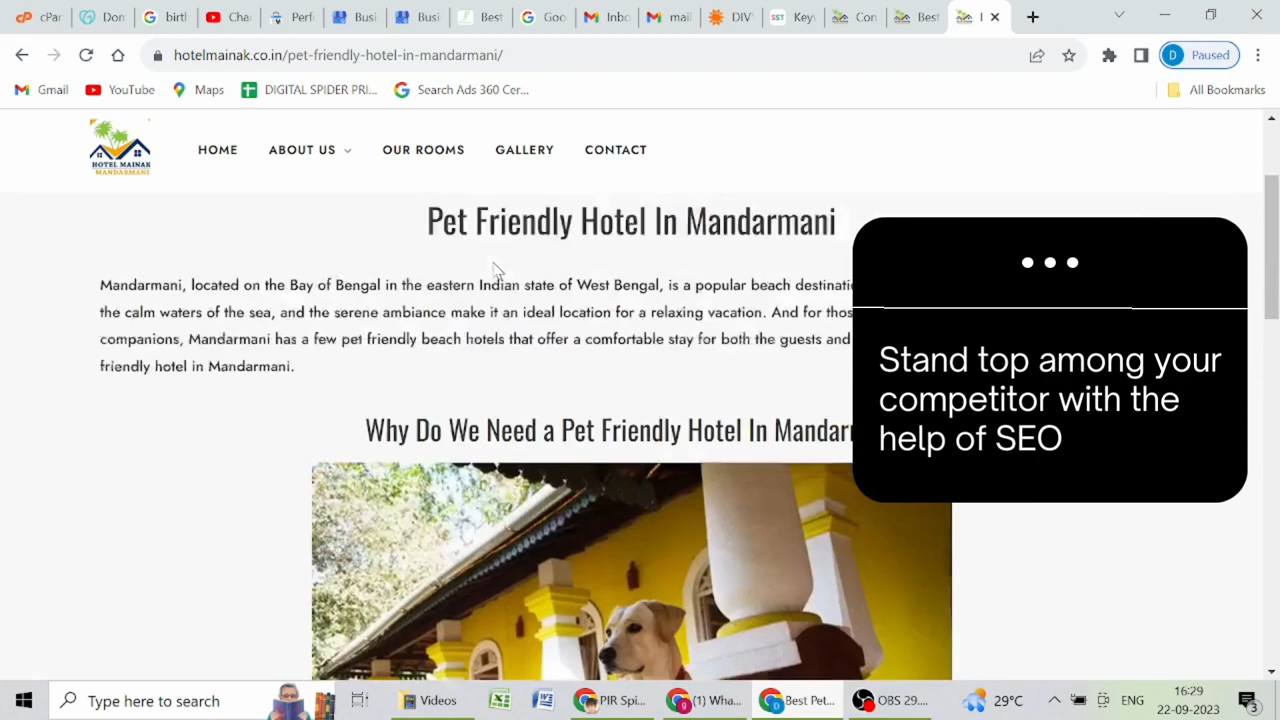 cPar
Don
birth
Cha
Busi
Busi
Best
Goo
Inbo
mail
DIV
SST
Key
Con
Best
hotelmainak.co.in/pet-friendly-hotel-in-mandarmani/
D Paused
Gmail
YouTube
Maps
DIGITAL SPIDER PRI...
Search Ads 360 Cer...
All Bookmarks
HOTEL MAINAK
MANDARMANI
HOME
ABOUT US
OUR ROOMS
GALLERY
CONTACT
Pet Friendly Hotel In Mandarmani
Mandarmani, located on the Bay of Bengal in the eastern Indian state of West Bengal, is a popular beach destinatic
the calm waters of the sea, and the serene ambiance make it an ideal location for a relaxing vacation. And for thos
companions, Mandarmani has a few pet friendly beach hotels that offer a comfortable stay for both the guests and
friendly hotel in Mandarmani.
Why Do We Need a Pet Friendly Hotel In Mandarn
Stand top among your
competitor with the
help of SEO
Type here to search
Videos
PIR Spi...
(1) Wha...
Best Pet...
OBS 29....
29°C
ENG
16:29
22-09-2023
3